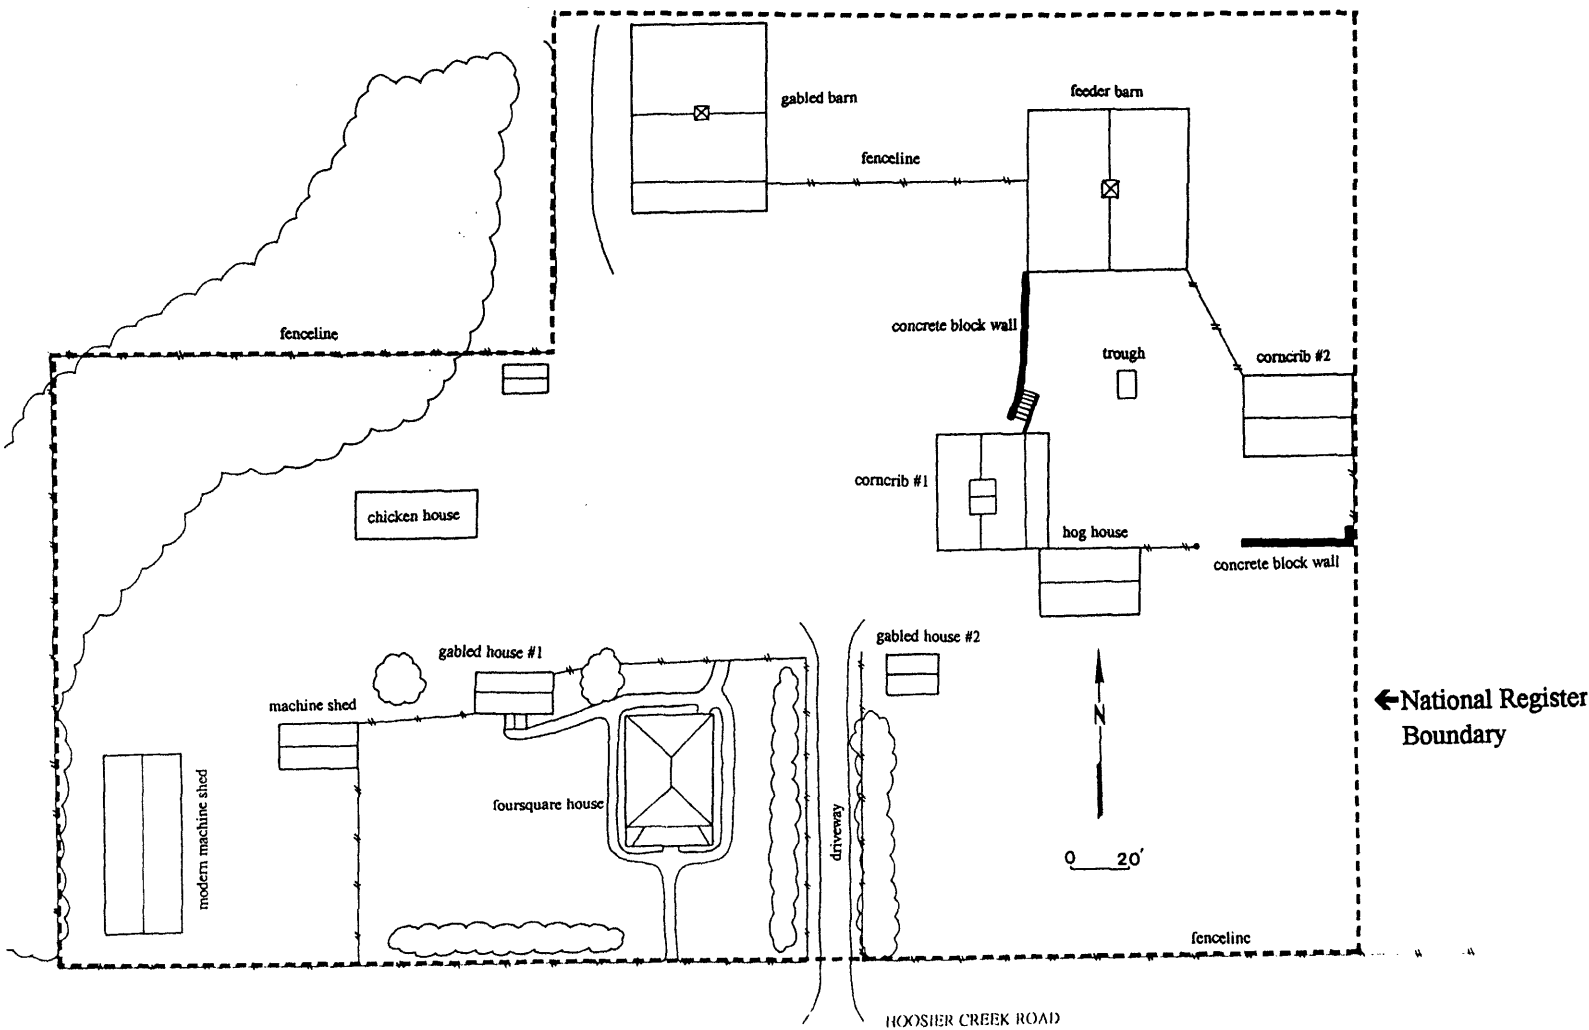 gabled barn
feeder barn
fenceline
concrete block wall
fenceline
trough
corncrib #2
corncrib #1
chicken house
hog house
concrete block wall
gabled house #2
gabled house #1
machine shed
N
←National Register
Boundary
foursquare house
modern machine shed
driveway
0 20'
fenceline
HOOSIER CREEK ROAD